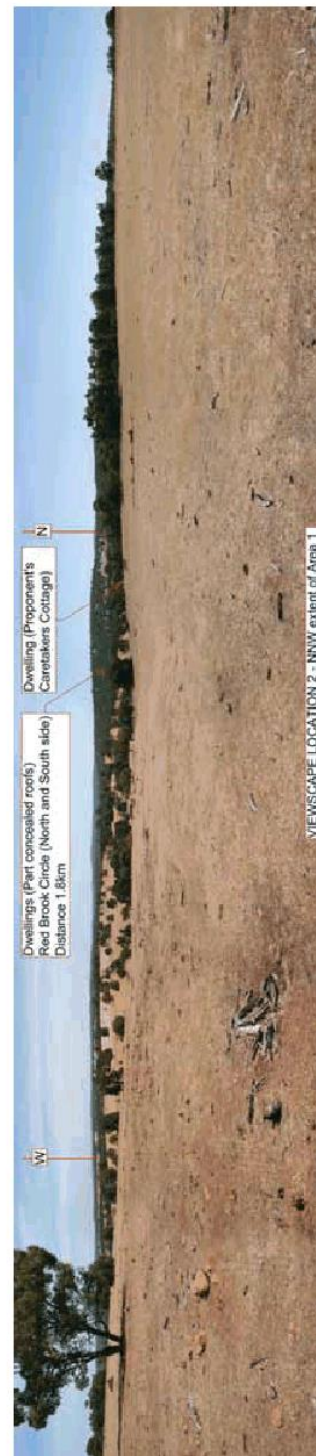 W
Dwellings (Part concealed roofs)
Red Brook Circle (North and South side)
Distance 1.8km
Dwelling (Proponent's
Caretakers Cottage)
N
VIEWSCAPE LOCATION 2 - NNW extent of Area 1